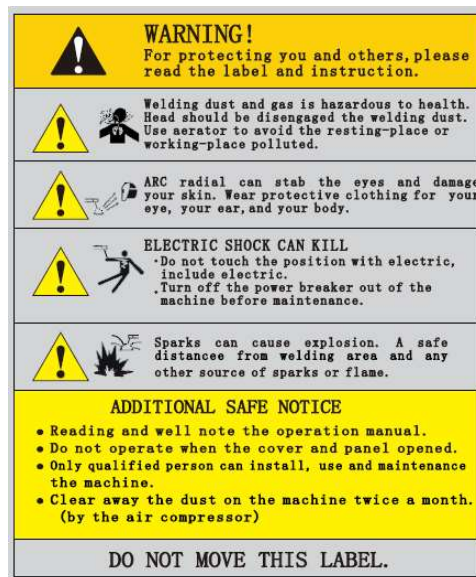 WARNING!
For protecting you and others, please
read the label and instruction.
Welding dust and gas is hazardous to health.
Head should be disengaged the welding dust.
Use aerator to avoid the resting-place or
working-place polluted.
ARC radial can stab the eyes and damage
your skin. Wear protective clothing for your
eye, your ear, and your body.
ELECTRIC SHOCK CAN KILL
·Do not touch the position with electric,
include electric.
.Turn off the power breaker out of the
machine before maintenance.
Sparks can cause explosion. A safe
distancee from welding area and any
other source of sparks or flame.
ADDITIONAL SAFE NOTICE
● Reading and well note the operation manual.
● Do not operate when the cover and panel opened.
● Only qualified person can install, use and maintenance
the machine.
● Clear away the dust on the machine twice a month.
(by the air compressor)
DO NOT MOVE THIS LABEL.